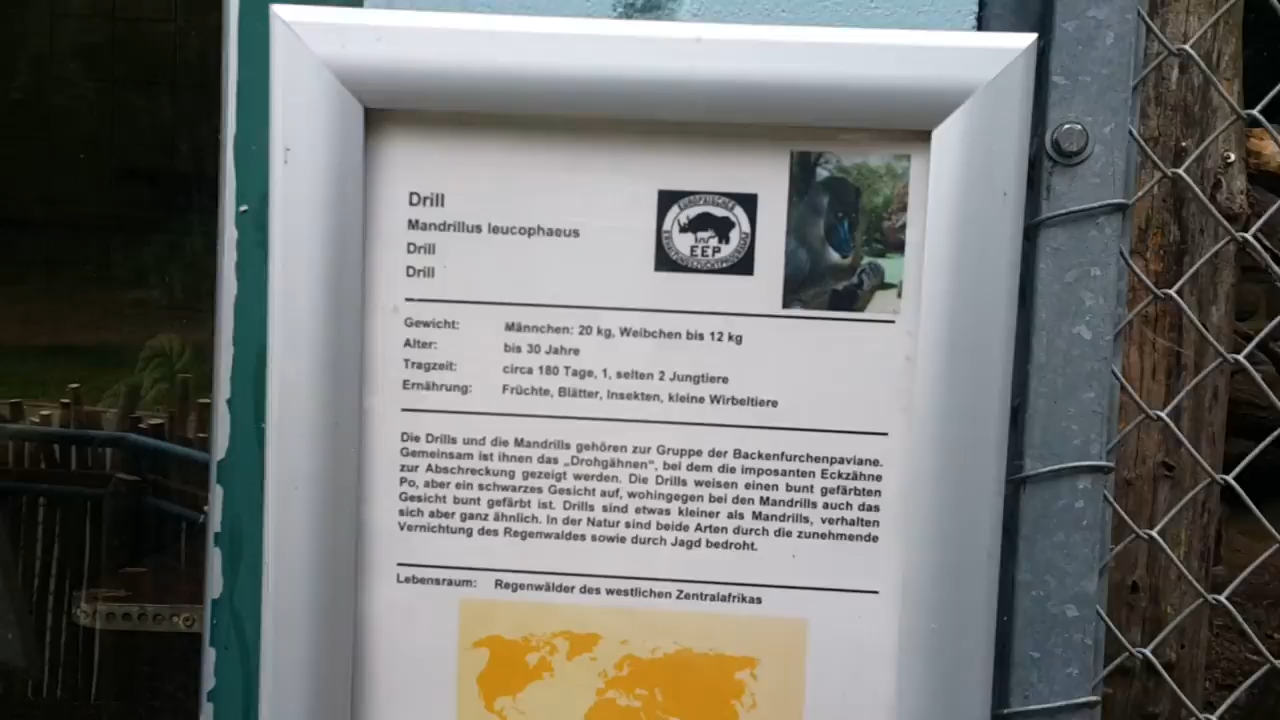 Drill
Mandrillus leucophaeus
Drill
Drill
EUROPÄISCHES
EEP
ERHALTUNGSZUCHTPROGRAMM
Gewicht: Männchen: 20 kg, Weibchen bis 12 kg
Alter: bis 30 Jahre
Tragzeit: circa 180 Tage, 1, selten 2 Jungtiere
Ernährung: Früchte, Blätter, Insekten, kleine Wirbeltiere
Die Drills und die Mandrills gehören zur Gruppe der Backenfurchenpaviane.
Gemeinsam ist ihnen das „Drohgähnen“, bei dem die imposanten Eckzähne
zur Abschreckung gezeigt werden. Die Drills weisen einen bunt gefärbten
Po, aber ein schwarzes Gesicht auf, wohingegen bei den Mandrills auch das
Gesicht bunt gefärbt ist. Drills sind etwas kleiner als Mandrills, verhalten
sich aber ganz ähnlich. In der Natur sind beide Arten durch die zunehmende
Vernichtung des Regenwaldes sowie durch Jagd bedroht.
Lebensraum: Regenwälder des westlichen Zentralafrikas